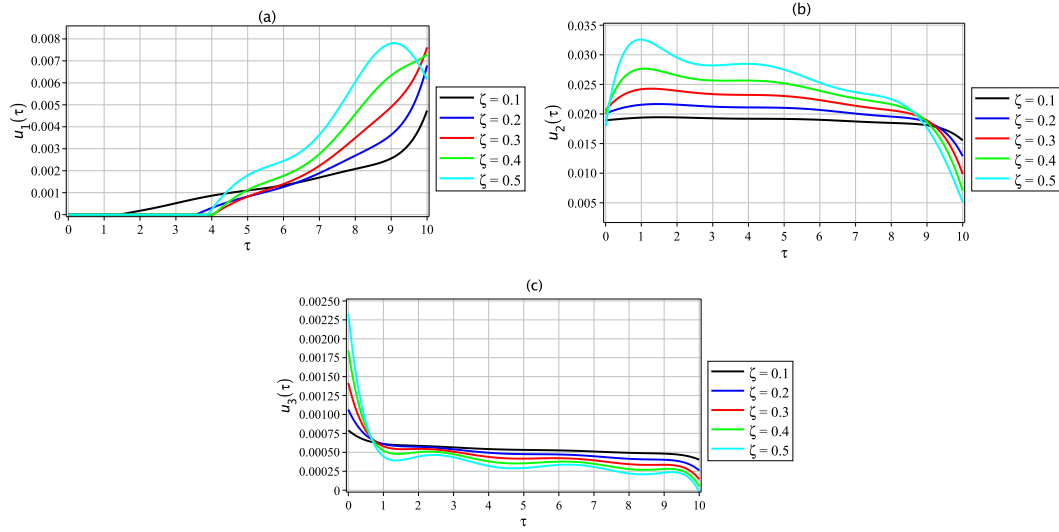 (a)
0.008
0.007
0.006
0.005
0.004
0.003
0.002
0.001
0
u1(τ)
0 1 2 3 4 5 6 7 8 9 10
τ
ζ = 0.1
ζ = 0.2
ζ = 0.3
ζ = 0.4
ζ = 0.5
(b)
0.035
0.030
0.025
0.020
0.015
0.010
0.005
u2(τ)
0 1 2 3 4 5 6 7 8 9 10
τ
ζ = 0.1
ζ = 0.2
ζ = 0.3
ζ = 0.4
ζ = 0.5
(c)
0.00250
0.00225
0.00200
0.00175
0.00150
0.00125
0.00100
0.00075
0.00050
0.00025
0
u3(τ)
0 1 2 3 4 5 6 7 8 9 10
τ
ζ = 0.1
ζ = 0.2
ζ = 0.3
ζ = 0.4
ζ = 0.5